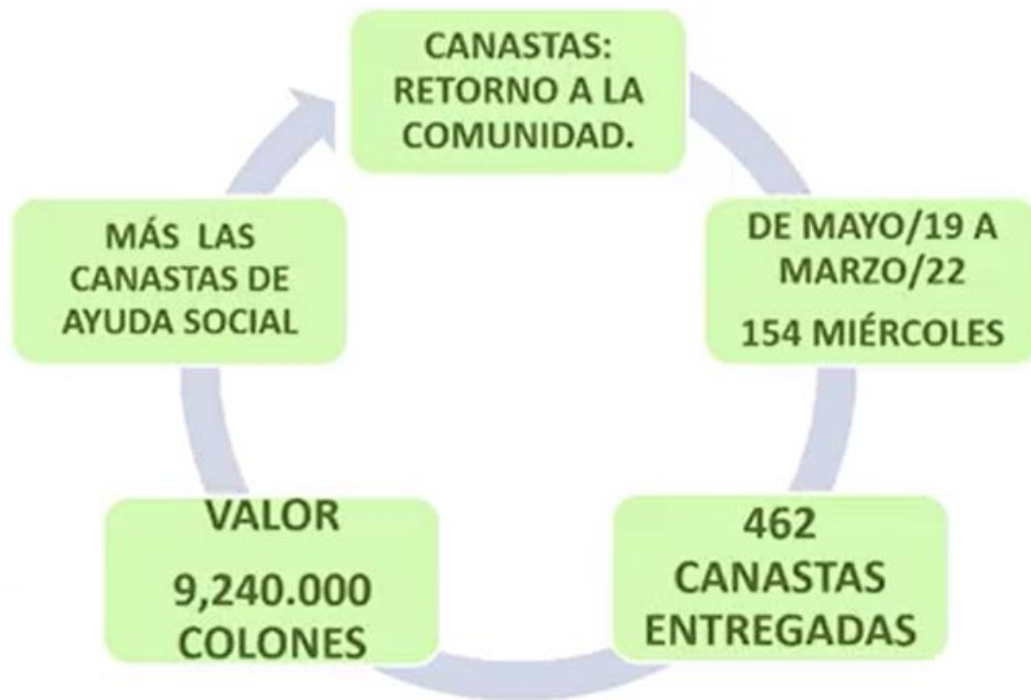 CANASTAS:
RETORNO A LA
COMUNIDAD.
DE MAYO/19 A
MARZO/22
154 MIÉRCOLES
462
CANASTAS
ENTREGADAS
VALOR
9,240.000
COLONES
MÁS LAS
CANASTAS DE
AYUDA SOCIAL